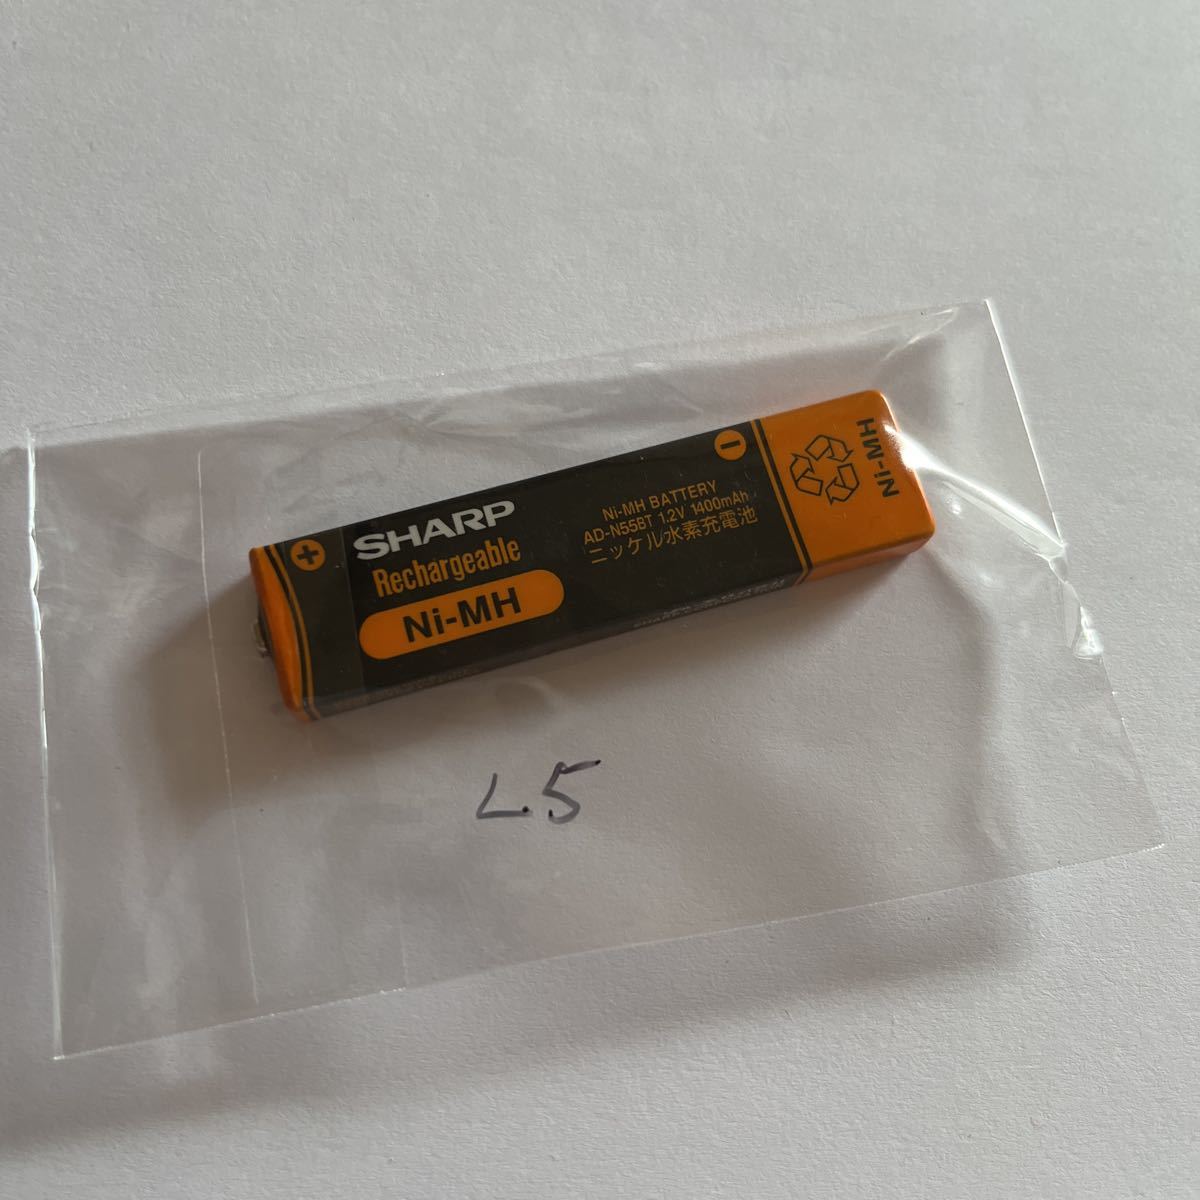 SHARP
Rechargeable
Ni-MH
Ni-MH BATTERY
AD-N55BT 1.2V 1400mAh
ニッケル水素充電池
Ni-MH
L.5